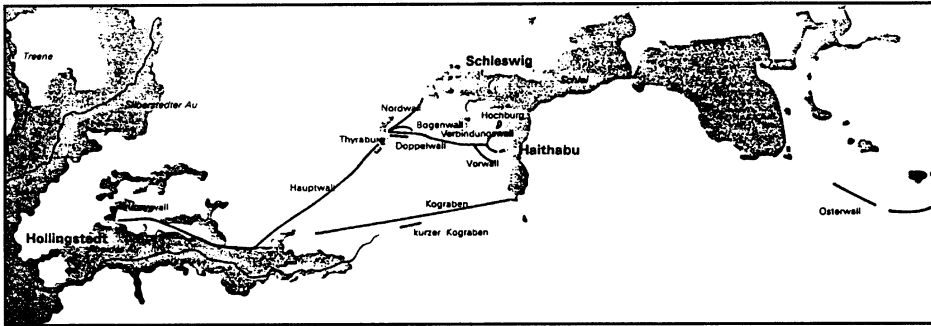 Treene
Silberstedter Au
Schleswig
Schlei
Nordwall
Hochburg
Bogenwall
Verbindungswall
Thyraburg
Doppelwall
Haithabu
Vorwall
Hauptwall
Kograben
kurzer Kograben
Osterwall
Hollingstedt